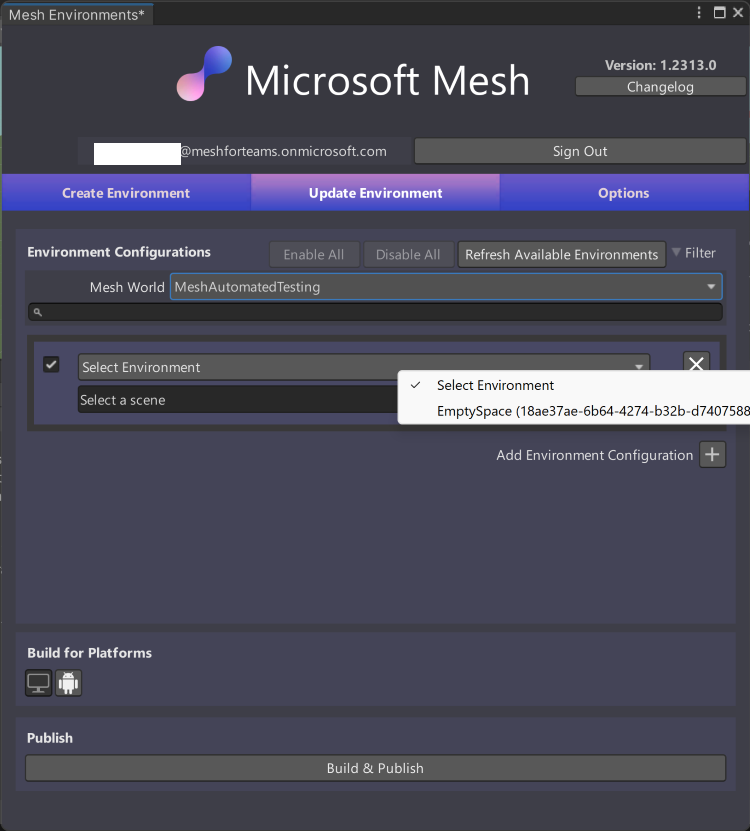 Mesh Environments*
Microsoft Mesh
Version: 1.2313.0
Changelog
@meshforteams.onmicrosoft.com
Sign Out
Create Environment
Update Environment
Options
Environment Configurations
Enable All
Disable All
Refresh Available Environments
Filter
Mesh World
MeshAutomatedTesting
Select Environment
Select a scene
Select Environment
EmptySpace (18ae37ae-6b64-4274-b32b-d7407588
Add Environment Configuration
Build for Platforms
Publish
Build & Publish